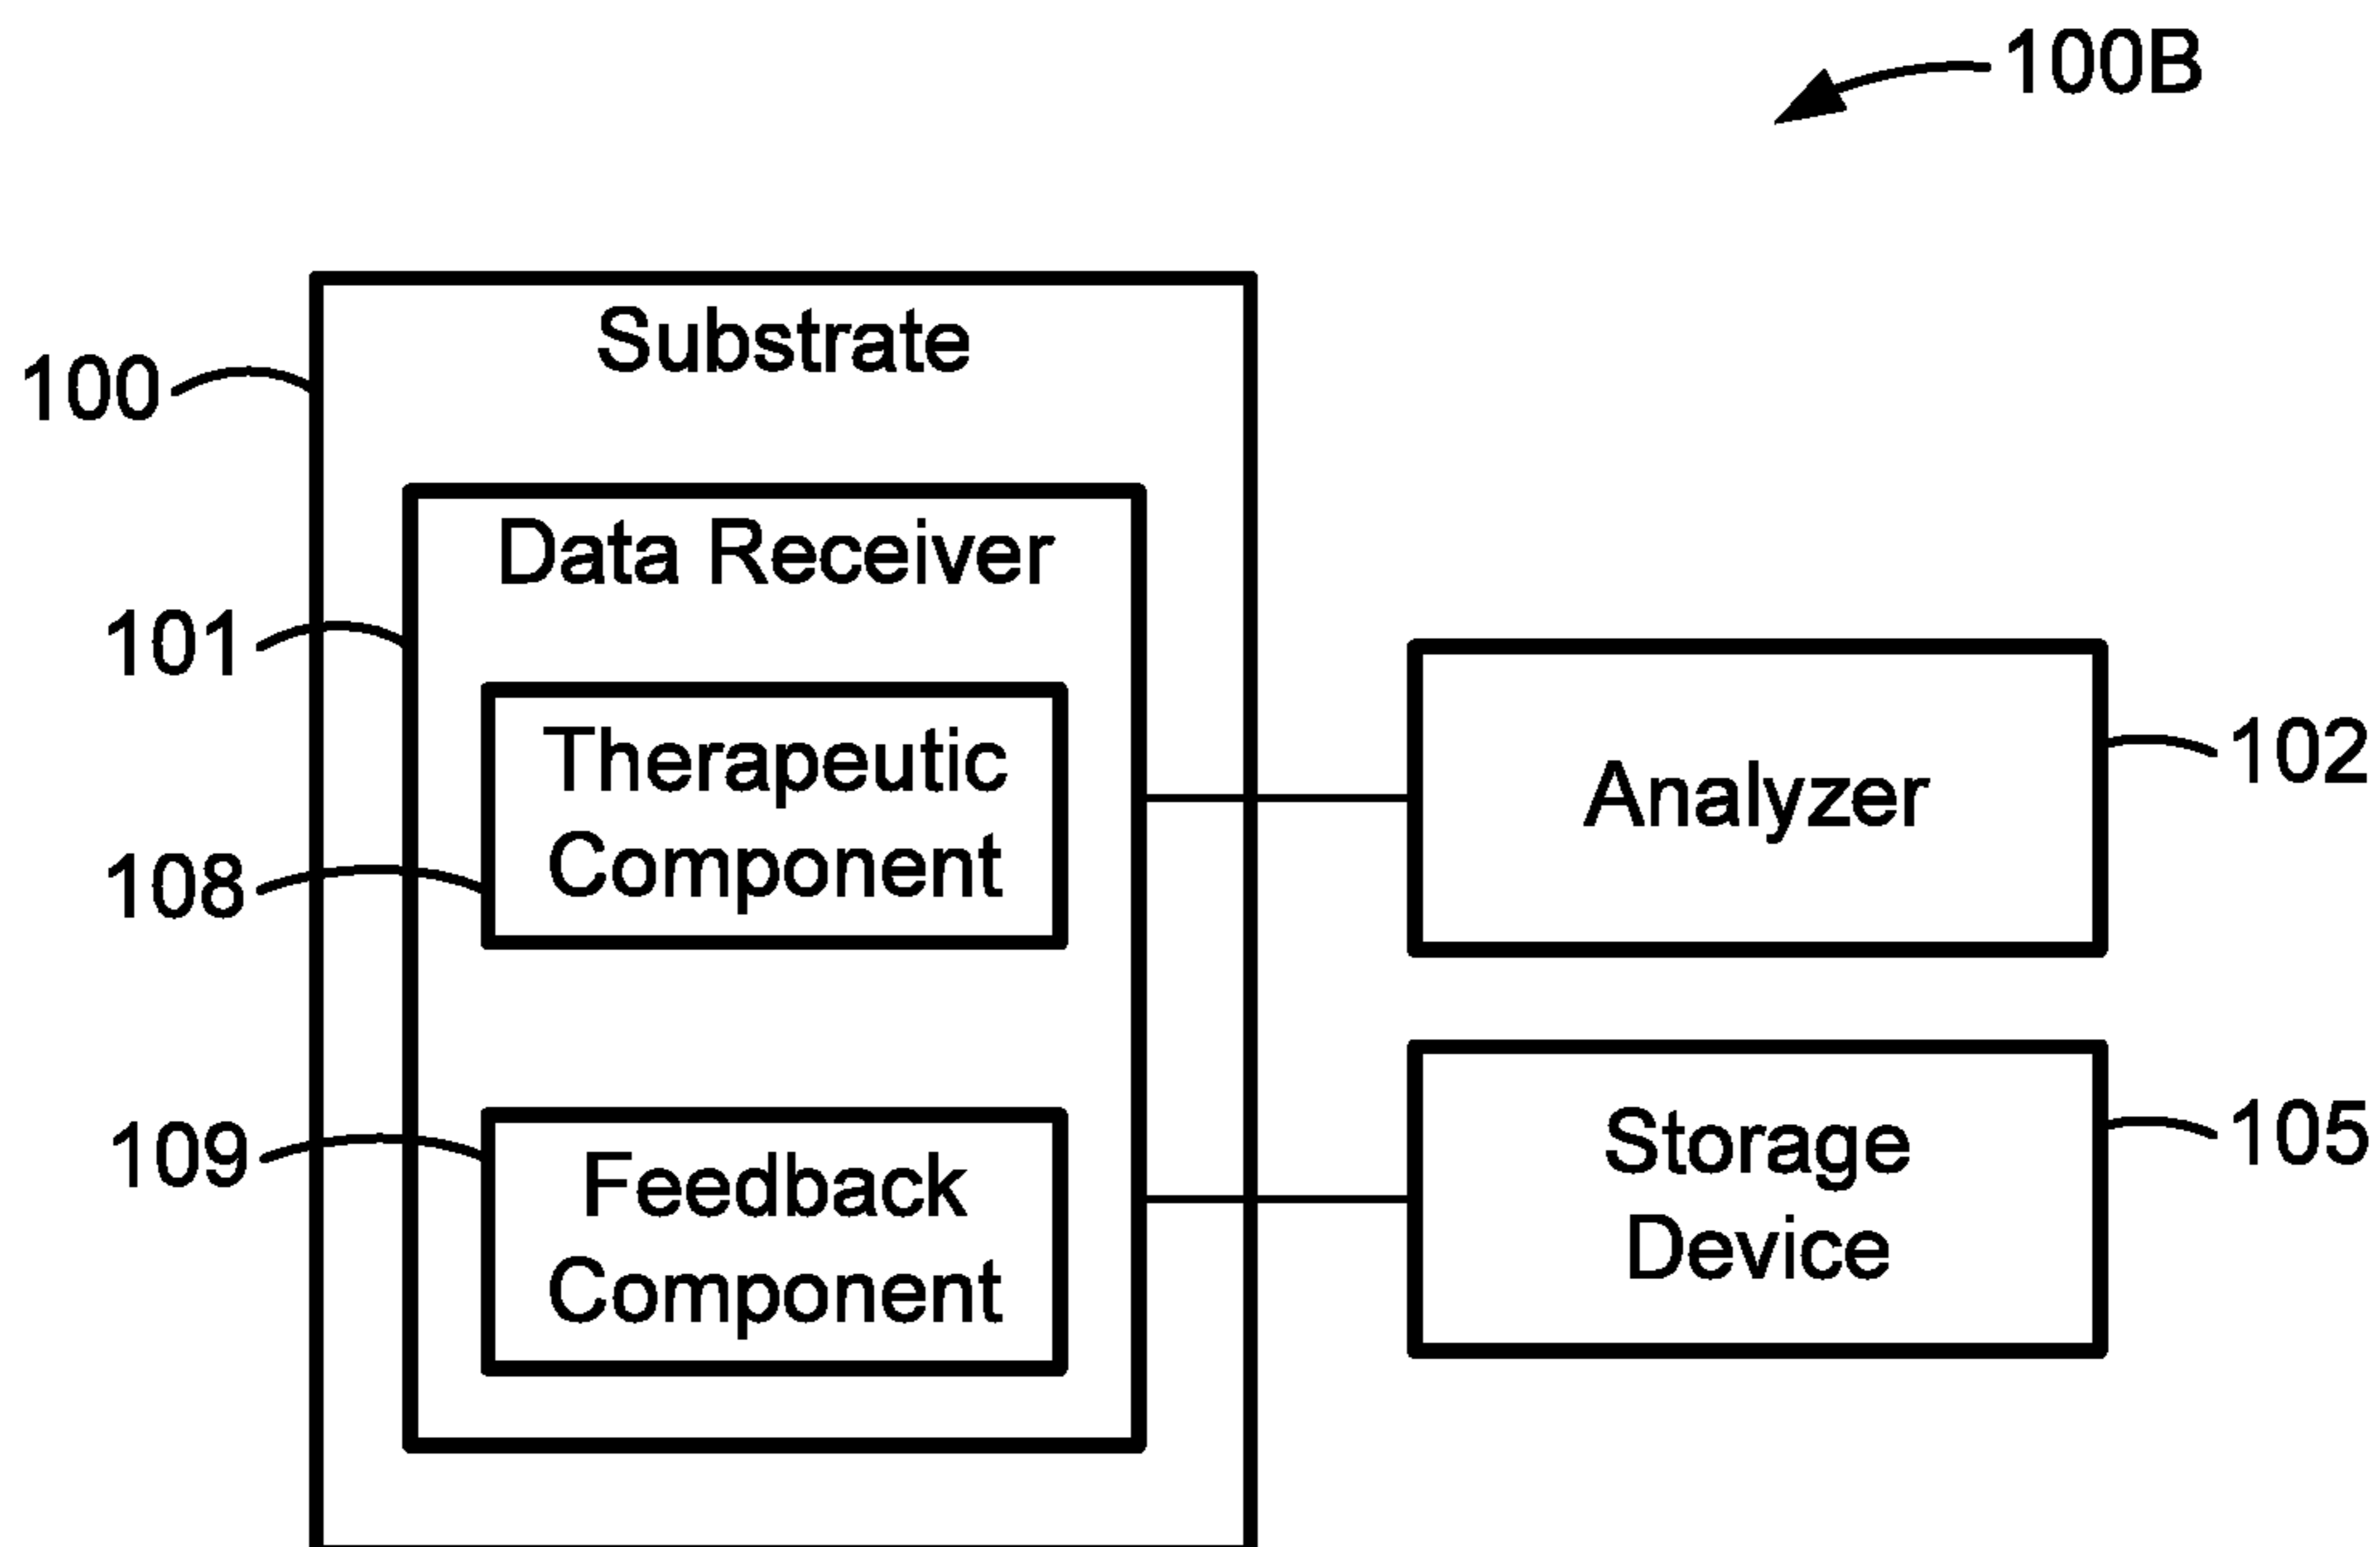 100B
Substrate
100
Data Receiver
101
Therapeutic
Component
108
Analyzer
102
Feedback
Component
109
Storage
Device
105